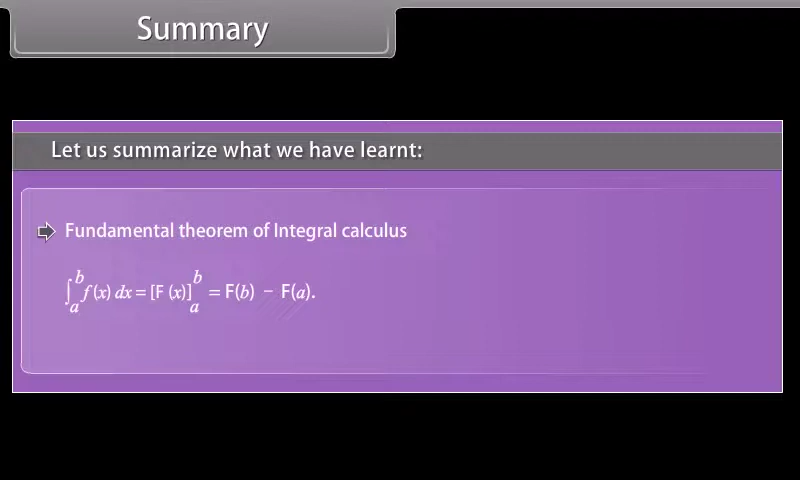 Summary
Let us summarize what we have learnt:
Fundamental theorem of Integral calculus
∫_a^b f(x) dx = [F (x)]_a^b = F(b) − F(a).